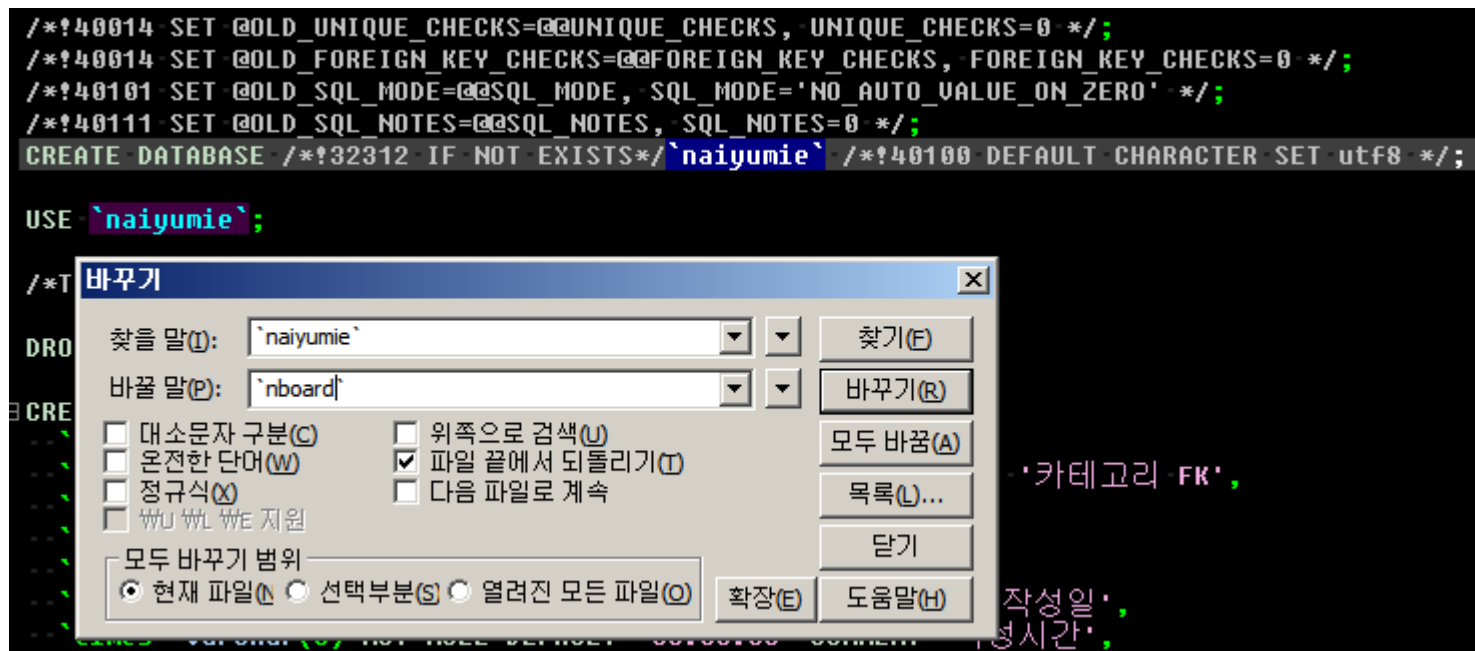 /*!40014 SET @OLD_UNIQUE_CHECKS=@@UNIQUE_CHECKS, UNIQUE_CHECKS=0 */;
/*!40014 SET @OLD_FOREIGN_KEY_CHECKS=@@FOREIGN_KEY_CHECKS, FOREIGN_KEY_CHECKS=0 */;
/*!40101 SET @OLD_SQL_MODE=@@SQL_MODE, SQL_MODE='NO_AUTO_VALUE_ON_ZERO' */;
/*!40111 SET @OLD_SQL_NOTES=@@SQL_NOTES, SQL_NOTES=0 */;
CREATE DATABASE /*!32312 IF NOT EXISTS*/`naiyumie` /*!40100 DEFAULT CHARACTER SET utf8 */;
USE `naiyumie`;
/*T
바꾸기
DRO
찾을 말(I): `naiyumie` 찾기(F)
바꿀 말(P): `nboard` 바꾸기(R)
CRE
대소문자 구분(C) 위쪽으로 검색(U) 모두 바꿈(A)
온전한 단어(W) 파일 끝에서 되돌리기(T)
'카테고리 FK',
정규식(X) 다음 파일로 계속 목록(L)...
₩U ₩L ₩E 지원
닫기
모두 바꾸기 범위
현재 파일(N 선택부분(S) 열려진 모든 파일(O) 확장(E) 도움말(H)
작성일',
성시간',